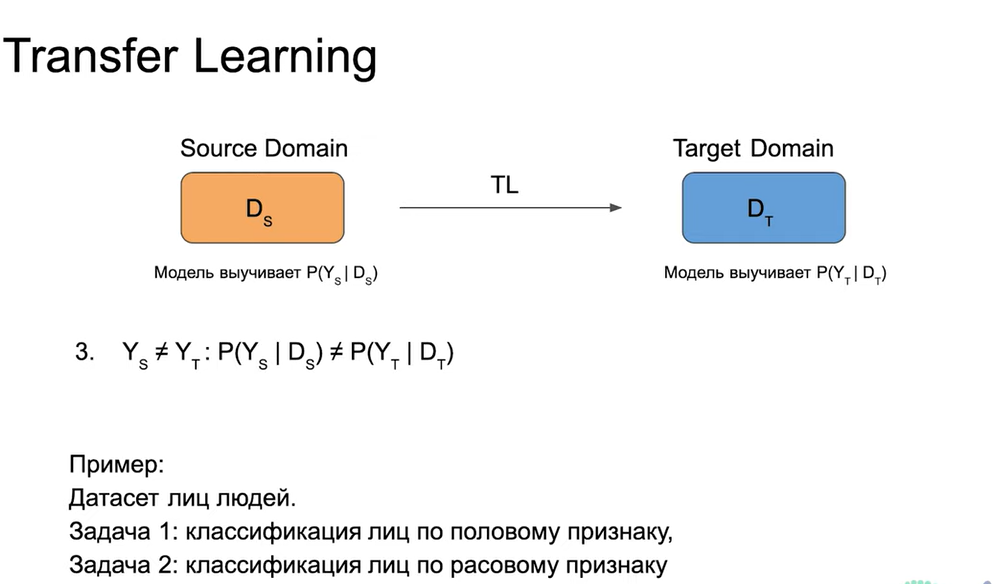 Transfer Learning
Source Domain
Target Domain
TL
D_S
D_T
Модель выучивает P(Y_S | D_S)
Модель выучивает P(Y_T | D_T)
3. Y_S ≠ Y_T : P(Y_S | D_S) ≠ P(Y_T | D_T)
Пример:
Датасет лиц людей.
Задача 1: классификация лиц по половому признаку,
Задача 2: классификация лиц по расовому признаку